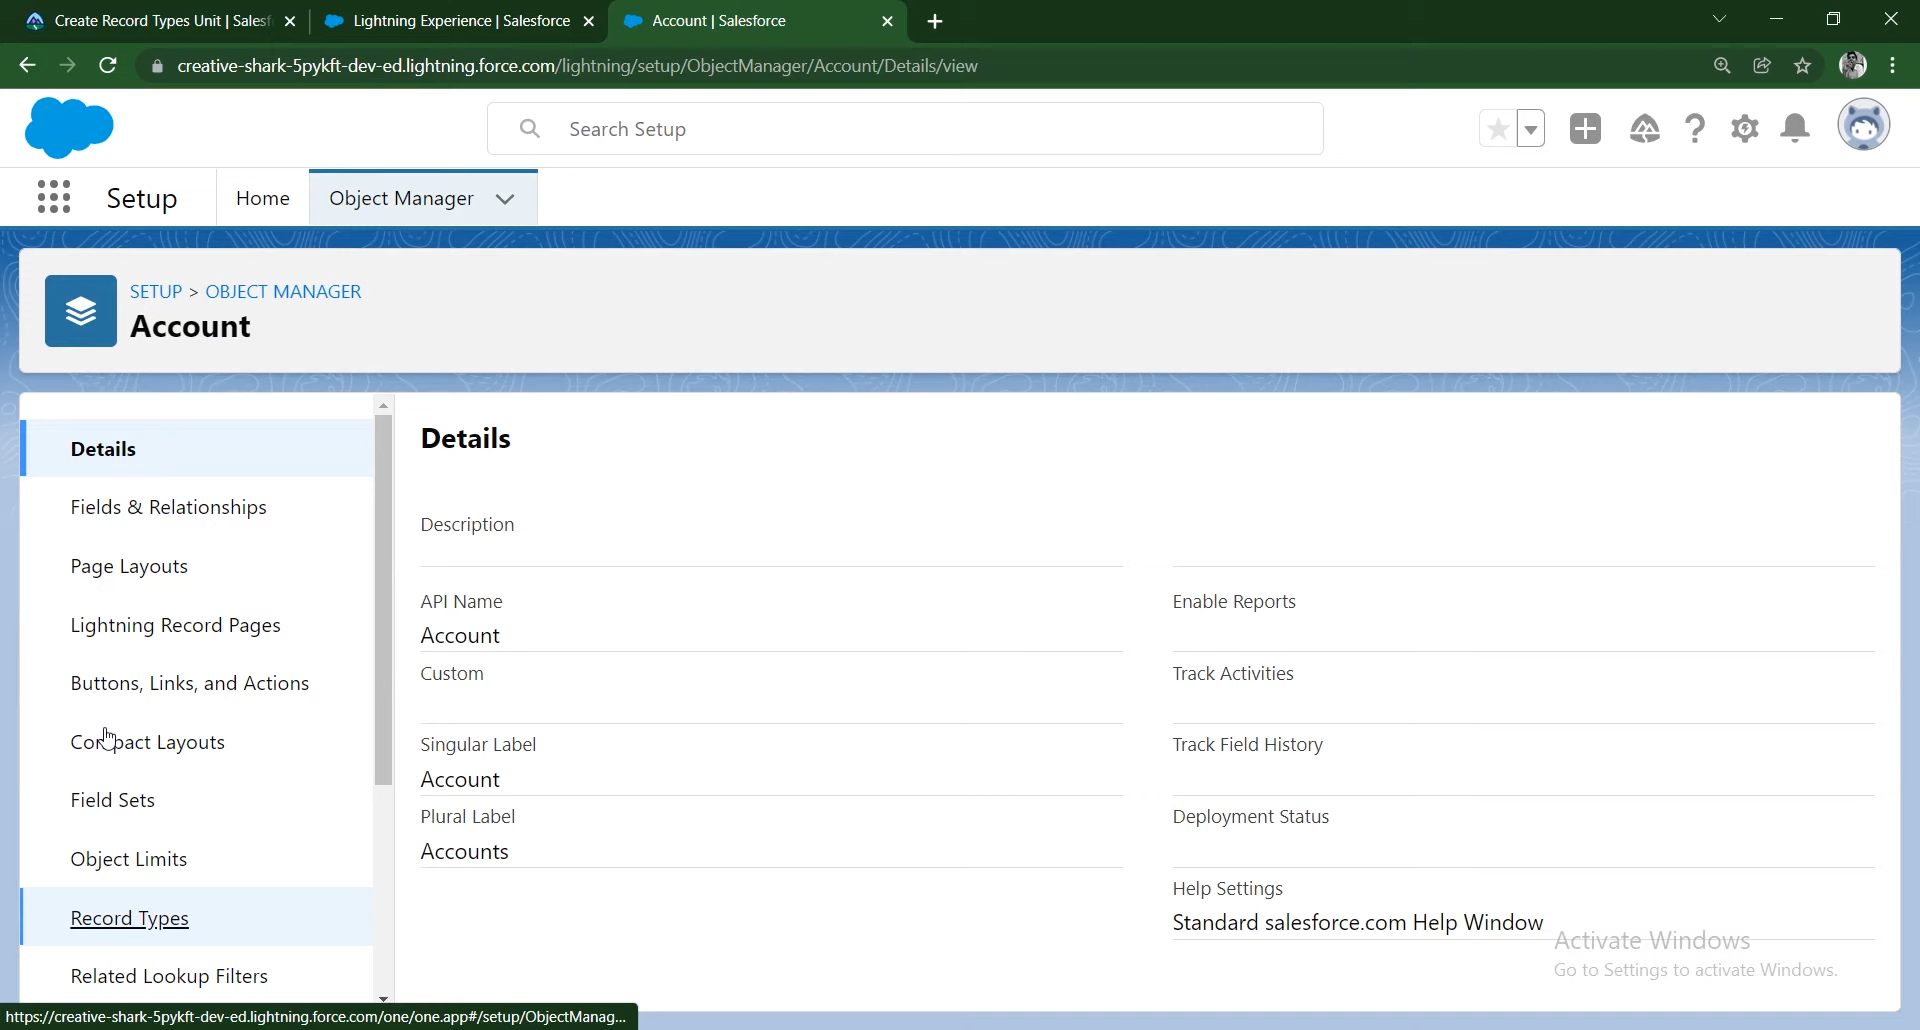 Create Record Types Unit | Salesf
Lightning Experience | Salesforce
Account | Salesforce
creative-shark-5pykft-dev-ed.lightning.force.com/lightning/setup/ObjectManager/Account/Details/view
Search Setup
Setup
Home
Object Manager
SETUP > OBJECT MANAGER
Account
Details
Fields & Relationships
Page Layouts
Lightning Record Pages
Buttons, Links, and Actions
Compact Layouts
Field Sets
Object Limits
Record Types
Related Lookup Filters
Details
Description
API Name
Account
Custom
Singular Label
Account
Plural Label
Accounts
Enable Reports
Track Activities
Track Field History
Deployment Status
Help Settings
Standard salesforce.com Help Window
Activate Windows
Go to Settings to activate Windows.
https://creative-shark-5pykft-dev-ed.lightning.force.com/one/one.app#/setup/ObjectManag...